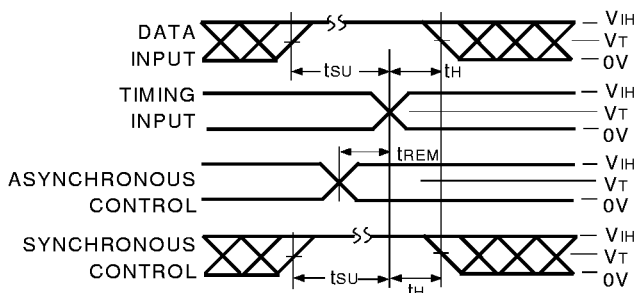 DATA
INPUT
tSU
tH
VIH
VT
0V
TIMING
INPUT
VIH
VT
0V
tREM
ASYNCHRONOUS
CONTROL
VIH
VT
0V
SYNCHRONOUS
CONTROL
tSU
tH
VIH
VT
0V